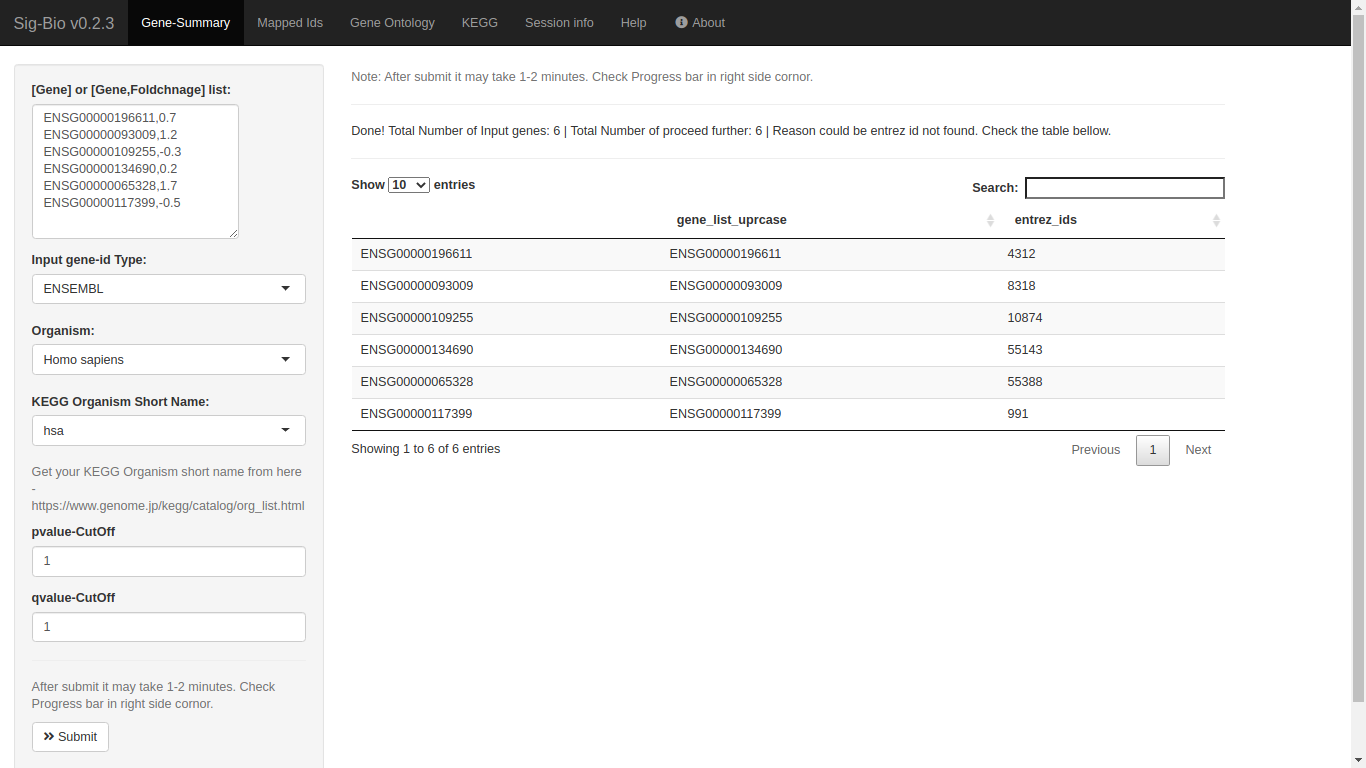 Sig-Bio v0.2.3 Gene-Summary Mapped Ids Gene Ontology KEGG Session info Help About
[Gene] or [Gene,Foldchnage] list:
ENSG00000196611,0.7
ENSG00000093009,1.2
ENSG00000109255,-0.3
ENSG00000134690,0.2
ENSG00000065328,1.7
ENSG00000117399,-0.5
Input gene-id Type:
ENSEMBL
Organism:
Homo sapiens
KEGG Organism Short Name:
hsa
Get your KEGG Organism short name from here
-
https://www.genome.jp/kegg/catalog/org_list.html
pvalue-CutOff
1
qvalue-CutOff
1
After submit it may take 1-2 minutes. Check
Progress bar in right side cornor.
Submit
Note: After submit it may take 1-2 minutes. Check Progress bar in right side cornor.
Done! Total Number of Input genes: 6 | Total Number of proceed further: 6 | Reason could be entrez id not found. Check the table bellow.
Show 10 entries Search:
gene_list_uprcase entrez_ids
ENSG00000196611 ENSG00000196611 4312
ENSG00000093009 ENSG00000093009 8318
ENSG00000109255 ENSG00000109255 10874
ENSG00000134690 ENSG00000134690 55143
ENSG00000065328 ENSG00000065328 55388
ENSG00000117399 ENSG00000117399 991
Showing 1 to 6 of 6 entries Previous 1 Next